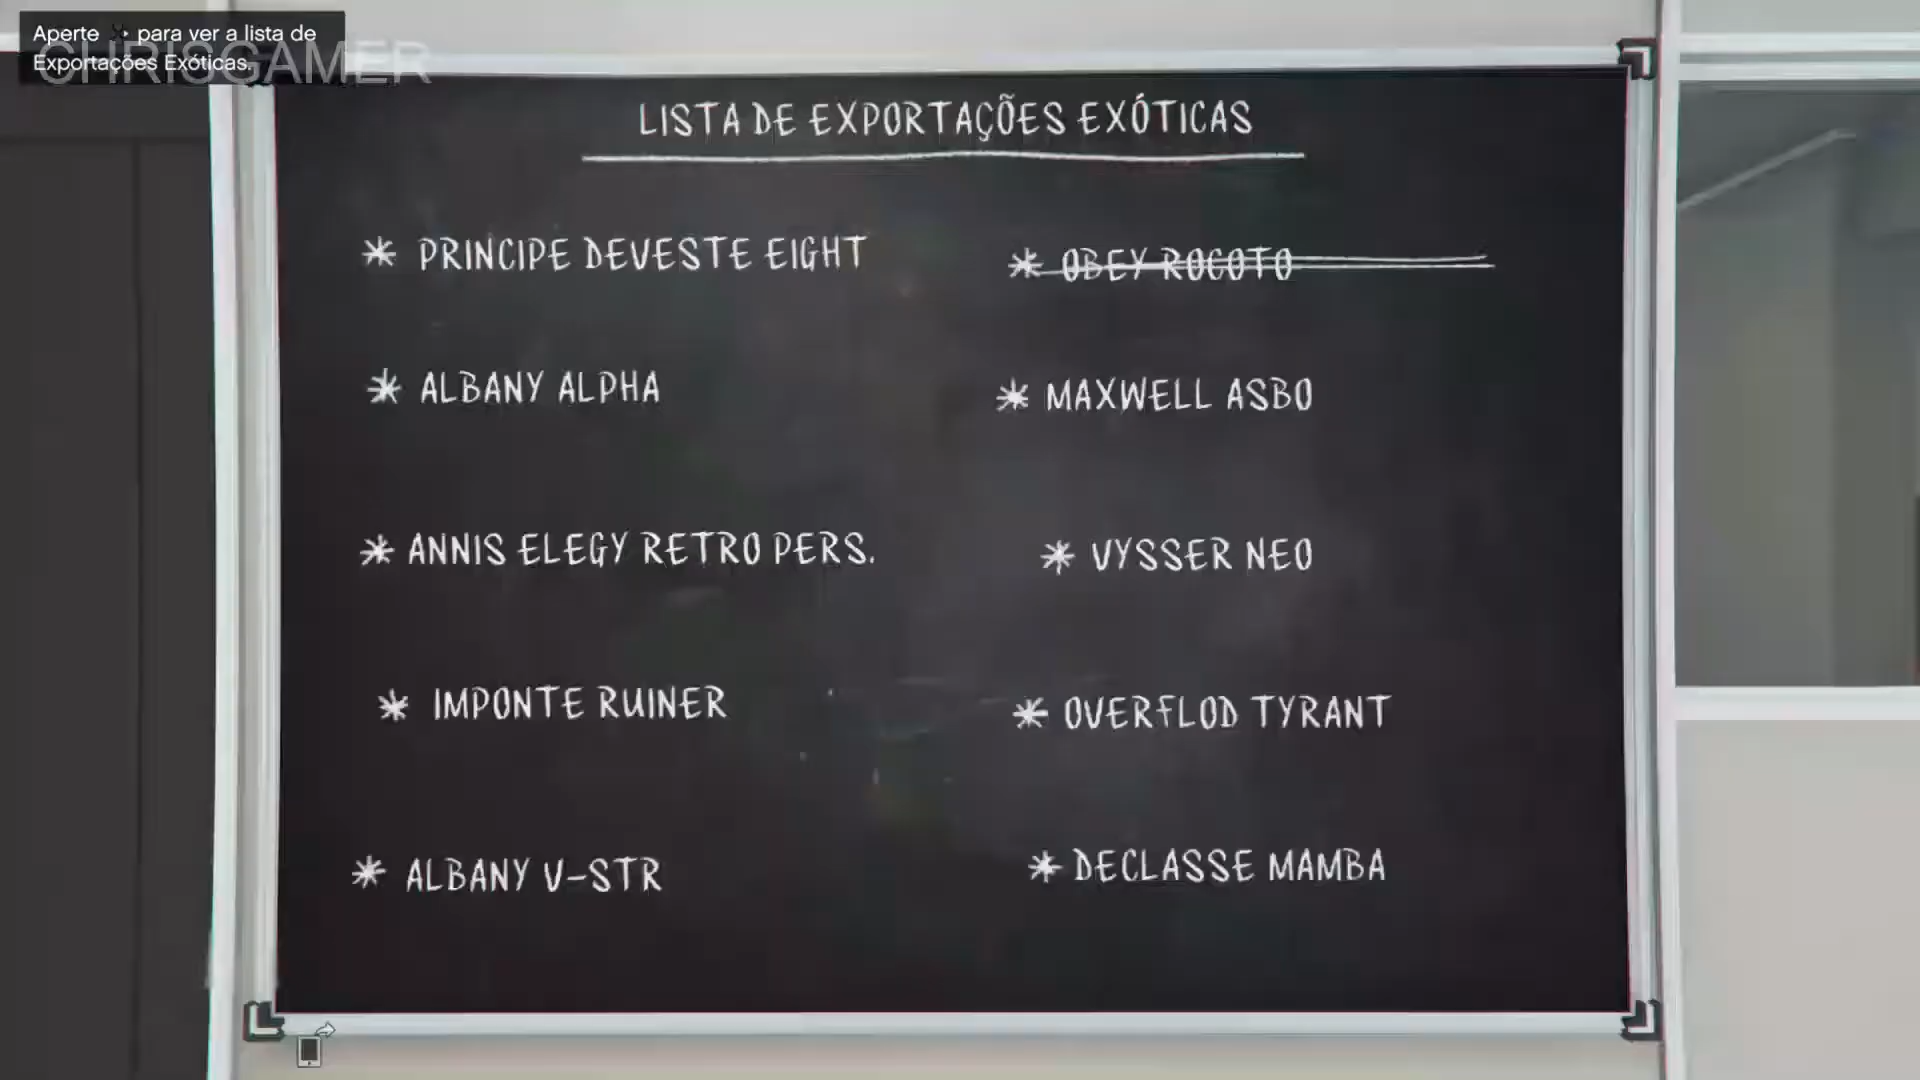 Aperte para ver a lista de
Exportações Exóticas.
CHRISGAMER
LISTA DE EXPORTAÇÕES EXÓTICAS
* PRINCIPE DEVESTE EIGHT
* OBEY ROCOTO
* ALBANY ALPHA
* MAXWELL ASBO
* ANNIS ELEGY RETRO PERS.
* VYSSER NEO
* IMPONTE RUINER
* OVERFLOD TYRANT
* ALBANY V-STR
* DECLASSE MAMBA